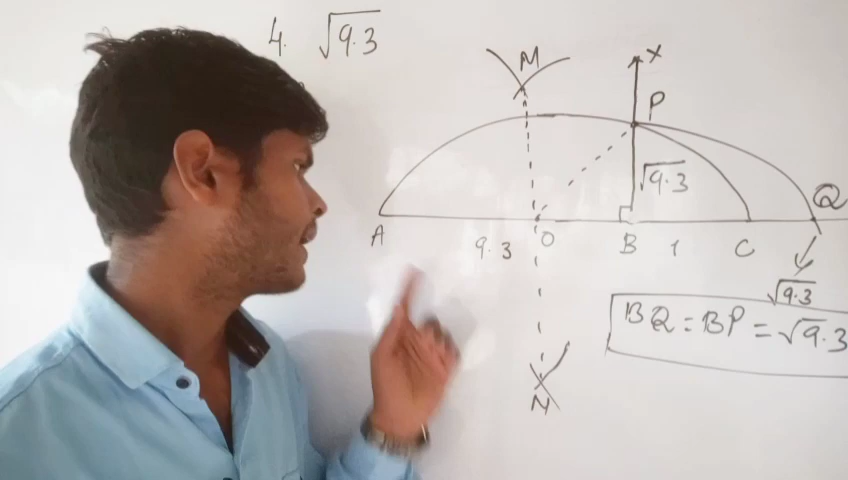 4. √9.3
M
X
P
√9.3
Q
A
9.3
O
B
1
C
√9.3
BQ = BP = √9.3
N